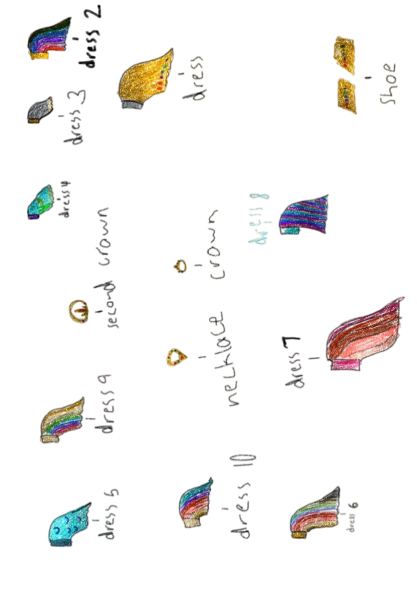 dress 5
dress 9
second crown
dress 4
dress 3
dress 2
dress 10
necklace
crown
dress
dress 6
dress 7
dress 8
shoe